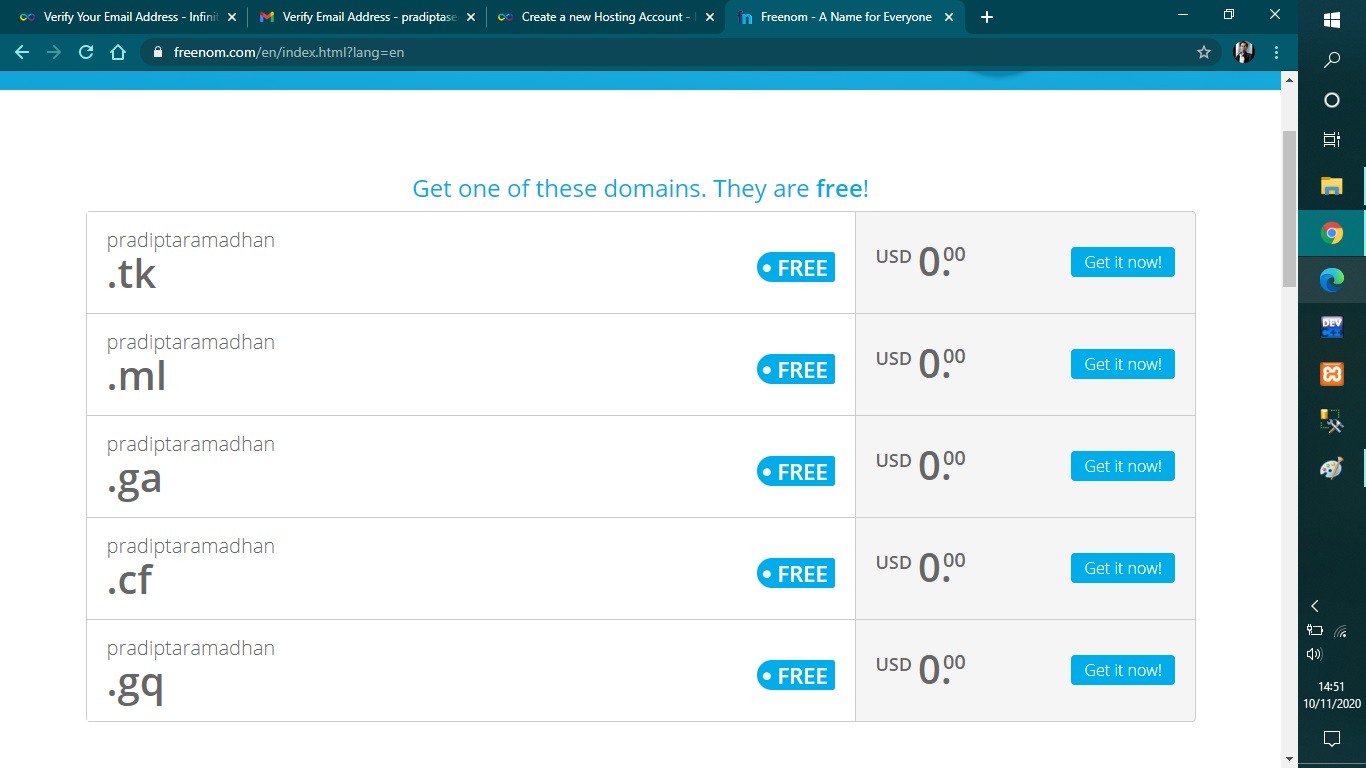 Verify Your Email Address - Infinit
Verify Email Address - pradiptase
Create a new Hosting Account -
Freenom - A Name for Everyone
freenom.com/en/index.html?lang=en
Get one of these domains. They are free!
pradiptaramadhan
.tk
FREE
USD 0.00
Get it now!
pradiptaramadhan
.ml
FREE
USD 0.00
Get it now!
pradiptaramadhan
.ga
FREE
USD 0.00
Get it now!
pradiptaramadhan
.cf
FREE
USD 0.00
Get it now!
pradiptaramadhan
.gq
FREE
USD 0.00
Get it now!
DEV
14:51
10/11/2020